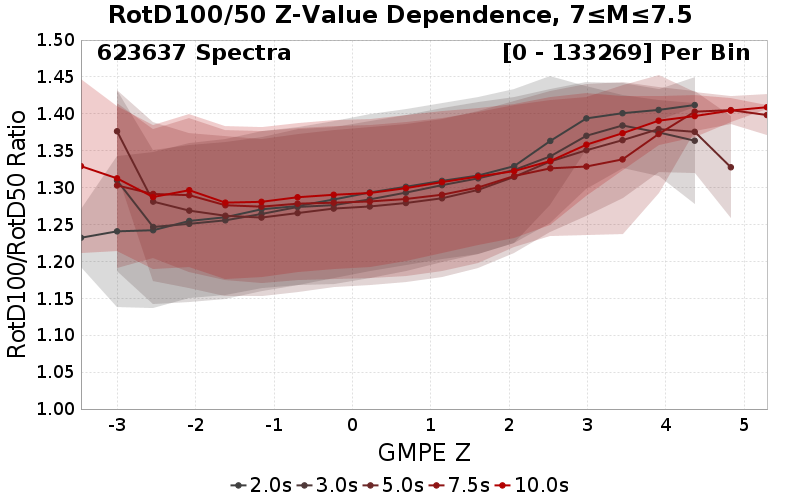 RotD100/50 Z-Value Dependence, 7≤M≤7.5
623637 Spectra
[0 - 133269] Per Bin
RotD100/RotD50 Ratio
1.50
1.45
1.40
1.35
1.30
1.25
1.20
1.15
1.10
1.05
1.00
-3 -2 -1 0 1 2 3 4 5
GMPE Z
2.0s 3.0s 5.0s 7.5s 10.0s